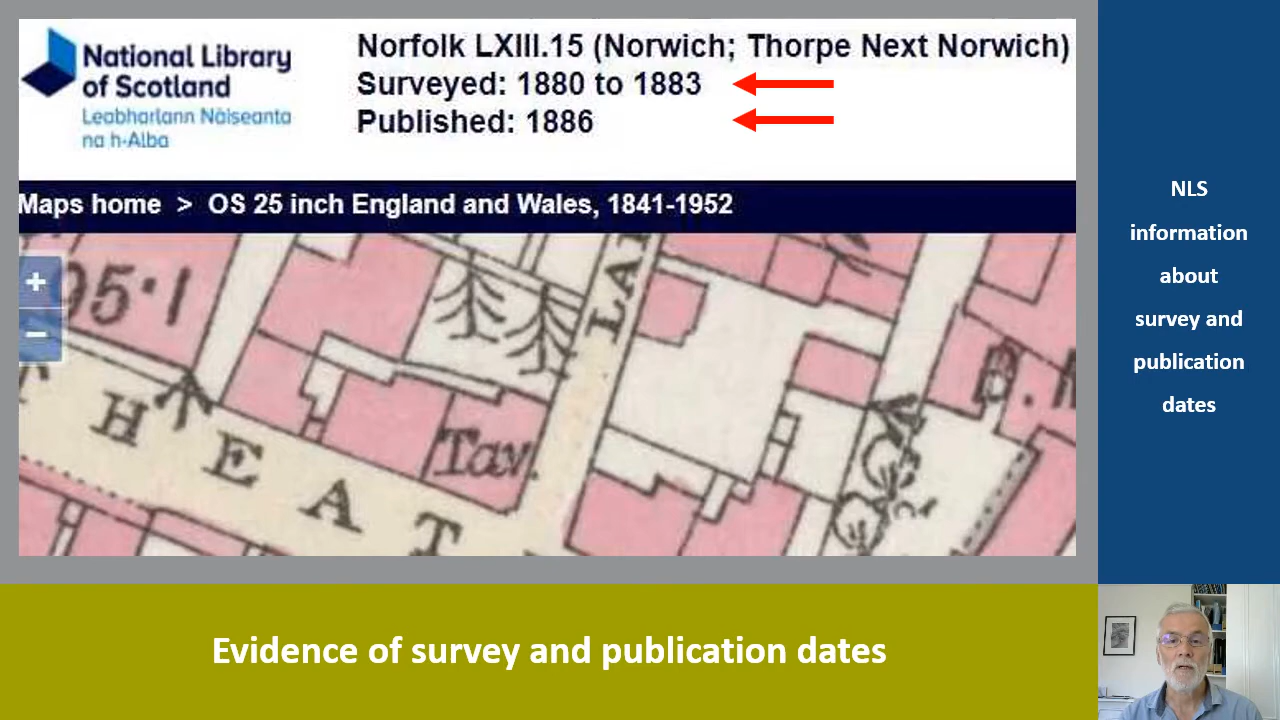 National Library
of Scotland
Leabharlann Nàiseanta
na h-Alba
Norfolk LXIII.15 (Norwich; Thorpe Next Norwich)
Surveyed: 1880 to 1883
Published: 1886
Maps home > OS 25 inch England and Wales, 1841-1952
+
−
95·1
LA
HEAT
Tav.
B.
NLS
information
about
survey and
publication
dates
Evidence of survey and publication dates